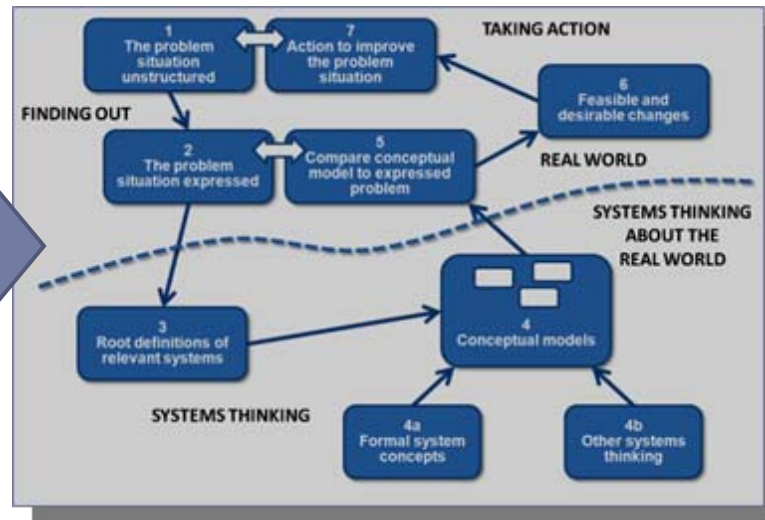 1
The problem
situation
unstructured
7
Action to improve
the problem
situation
TAKING ACTION
FINDING OUT
6
Feasible and
desirable changes
2
The problem
situation expressed
5
Compare conceptual
model to expressed
problem
REAL WORLD
SYSTEMS THINKING
ABOUT THE
REAL WORLD
3
Root definitions of
relevant systems
4
Conceptual models
SYSTEMS THINKING
4a
Formal system
concepts
4b
Other systems
thinking